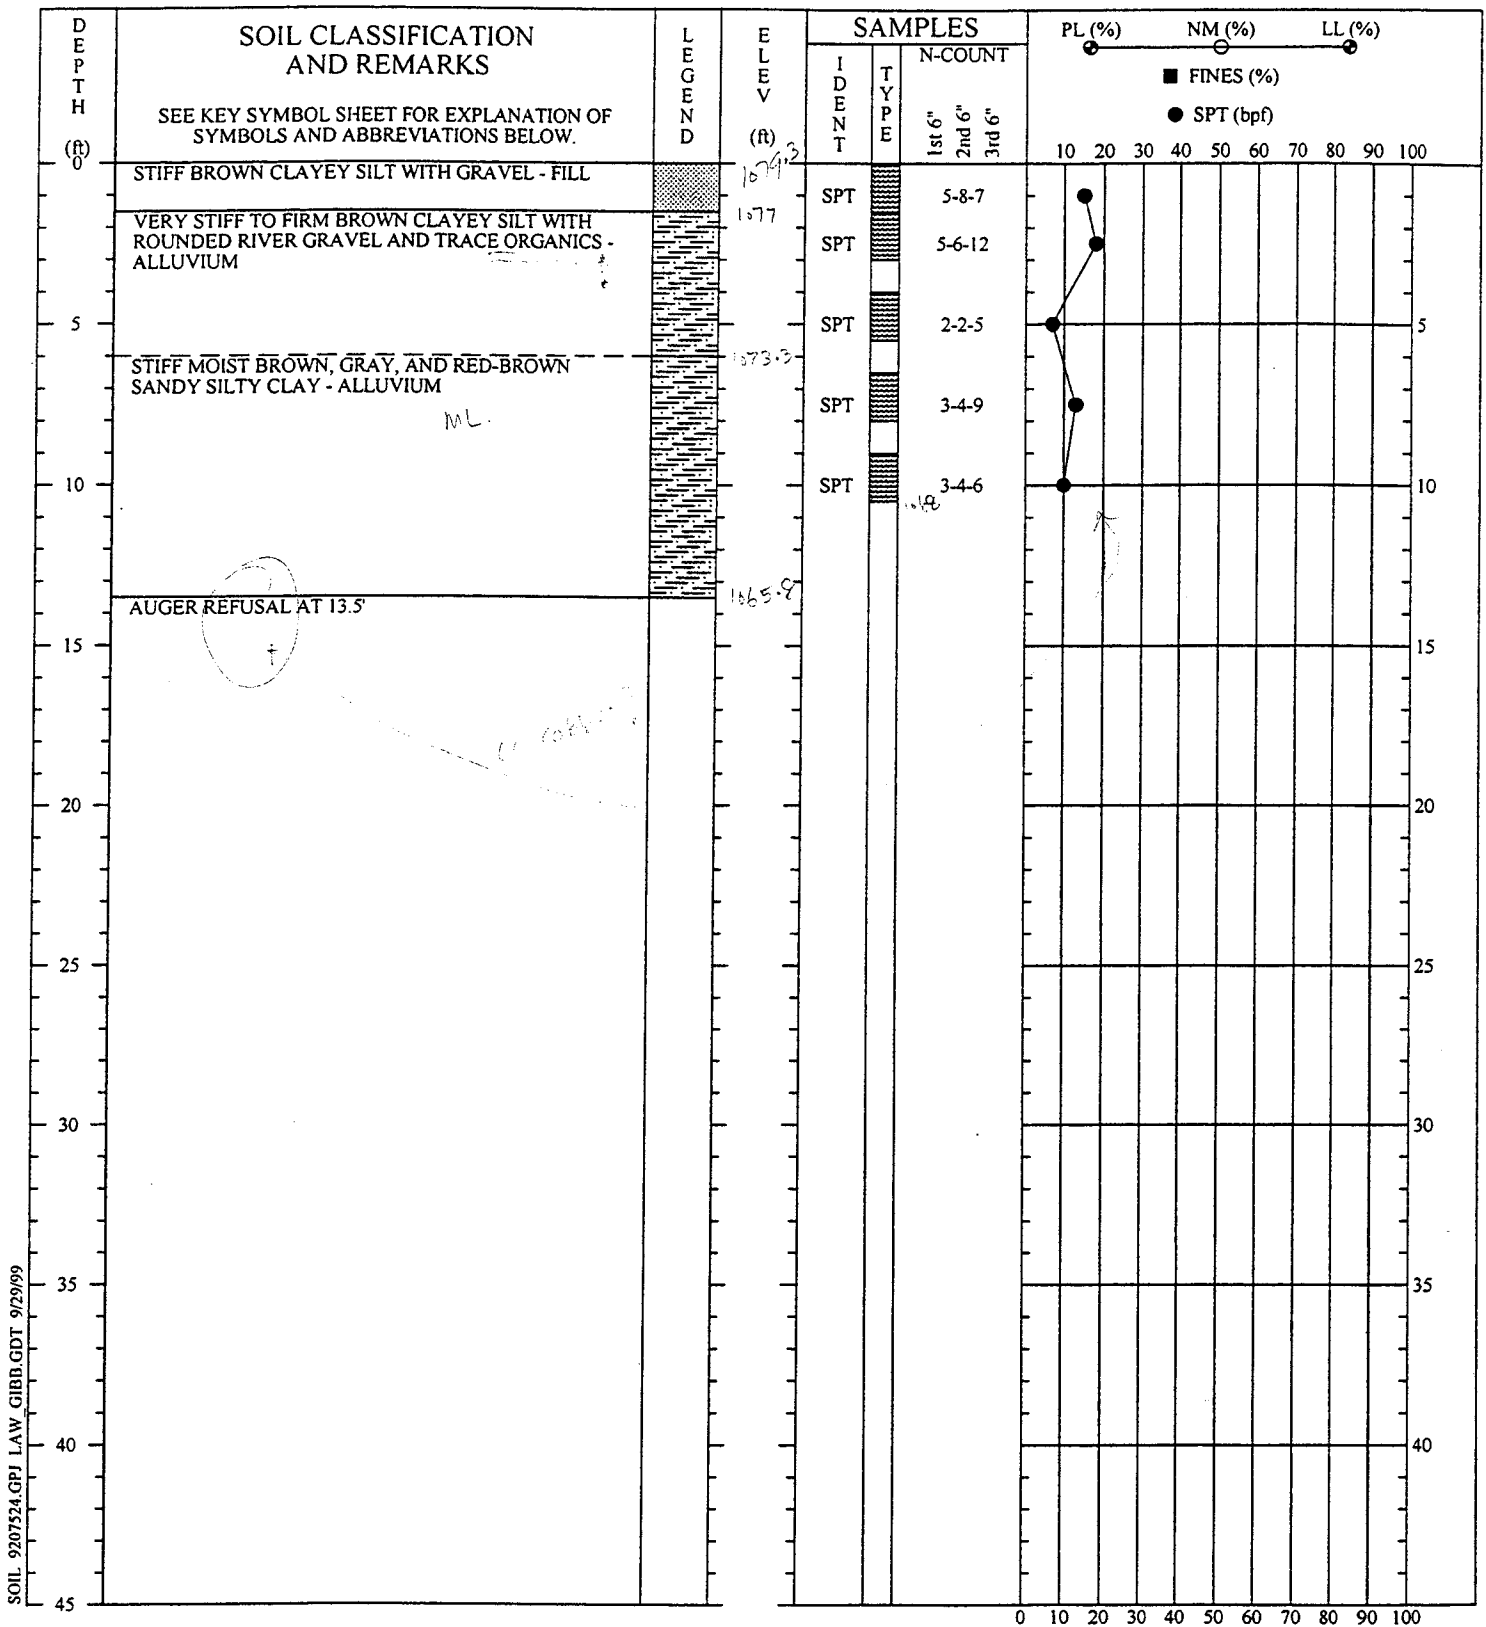 DEPTH (ft)
SOIL CLASSIFICATION
AND REMARKS
SEE KEY SYMBOL SHEET FOR EXPLANATION OF
SYMBOLS AND ABBREVIATIONS BELOW.
LEGEND
ELEV (ft)
SAMPLES
IDENT
TYPE
N-COUNT
1st 6"
2nd 6"
3rd 6"
PL (%) NM (%) LL (%)
FINES (%)
SPT (bpf)
10 20 30 40 50 60 70 80 90 100
0
1079.3
STIFF BROWN CLAYEY SILT WITH GRAVEL - FILL
SPT 5-8-7
1077
VERY STIFF TO FIRM BROWN CLAYEY SILT WITH
ROUNDED RIVER GRAVEL AND TRACE ORGANICS -
ALLUVIUM
SPT 5-6-12
5 SPT 2-2-5 5
1073.3
STIFF MOIST BROWN, GRAY, AND RED-BROWN
SANDY SILTY CLAY - ALLUVIUM
ML.
SPT 3-4-9
10 SPT 3-4-6 10
1065.8
AUGER REFUSAL AT 13.5'
15 15
20 20
25 25
30 30
35 35
40 40
45
0 10 20 30 40 50 60 70 80 90 100
SOIL 9207524.GPJ LAW_GIBB.GDT 9/29/99